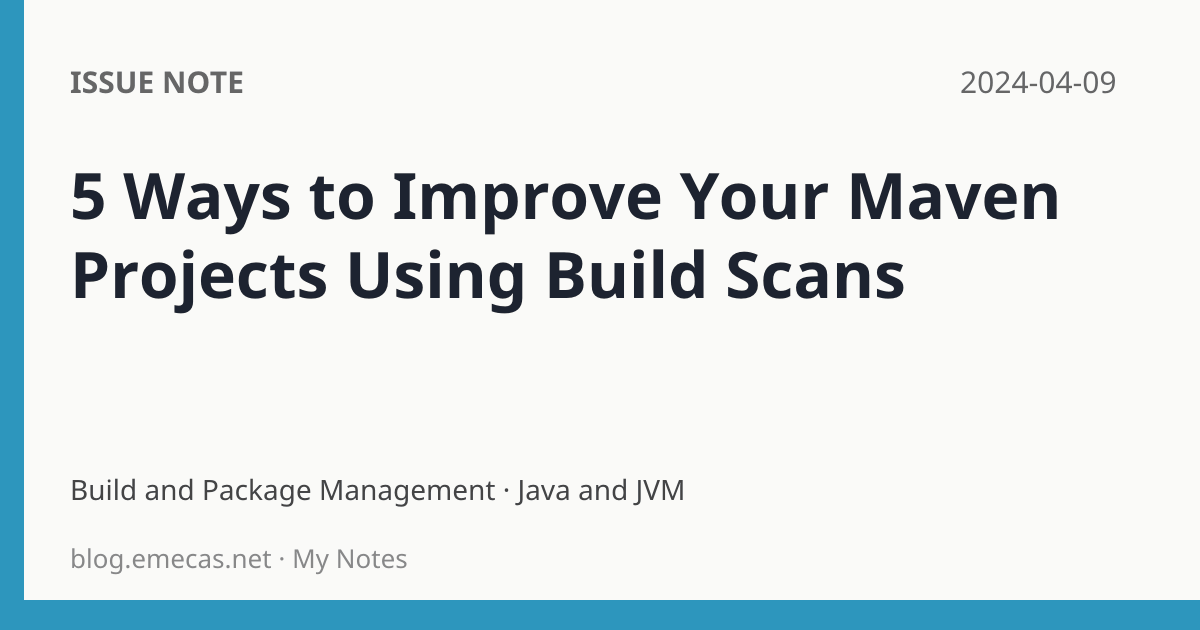 ISSUE NOTE
2024-04-09
5 Ways to Improve Your Maven
Projects Using Build Scans
Build and Package Management · Java and JVM
blog.emecas.net · My Notes